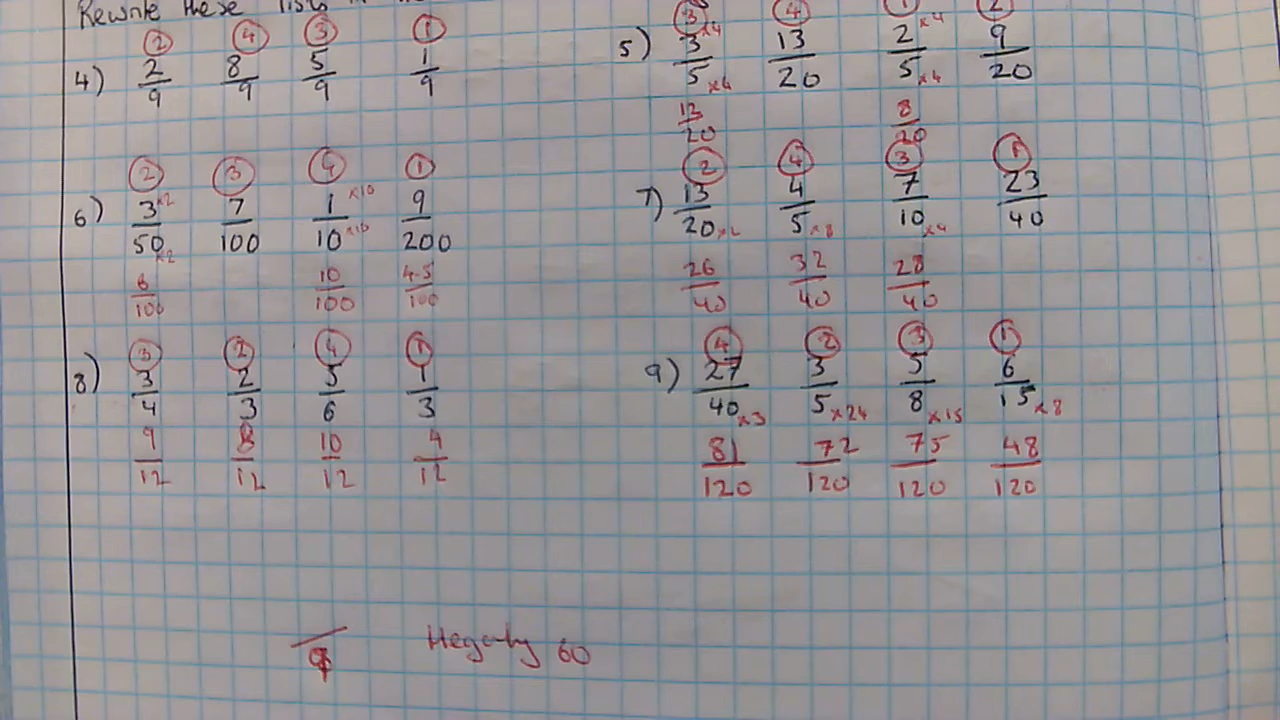 Rewrite these lists in
② ④ ③ ①
4) 2/9 8/9 5/9 1/9
③ ④ ① ②
5) 3/5 ×4 ×4 13/20 2/5 ×4 ×4 9/20
12/20 8/20
② ③ ④ ①
6) 3/50 ×2 ×2 7/100 1/10 ×10 ×10 9/200
6/100 10/100 4.5/100
② ④ ③ ①
7) 13/20 ×2 4/5 ×8 7/10 ×4 23/40
26/40 32/40 28/40
③ ② ④ ①
8) 3/4 2/3 5/6 1/3
9/12 8/12 10/12 4/12
④ ② ③ ①
9) 27/40 ×3 3/5 ×24 5/8 ×15 6/15 ×8
81/120 72/120 75/120 48/120
Hegarty 60